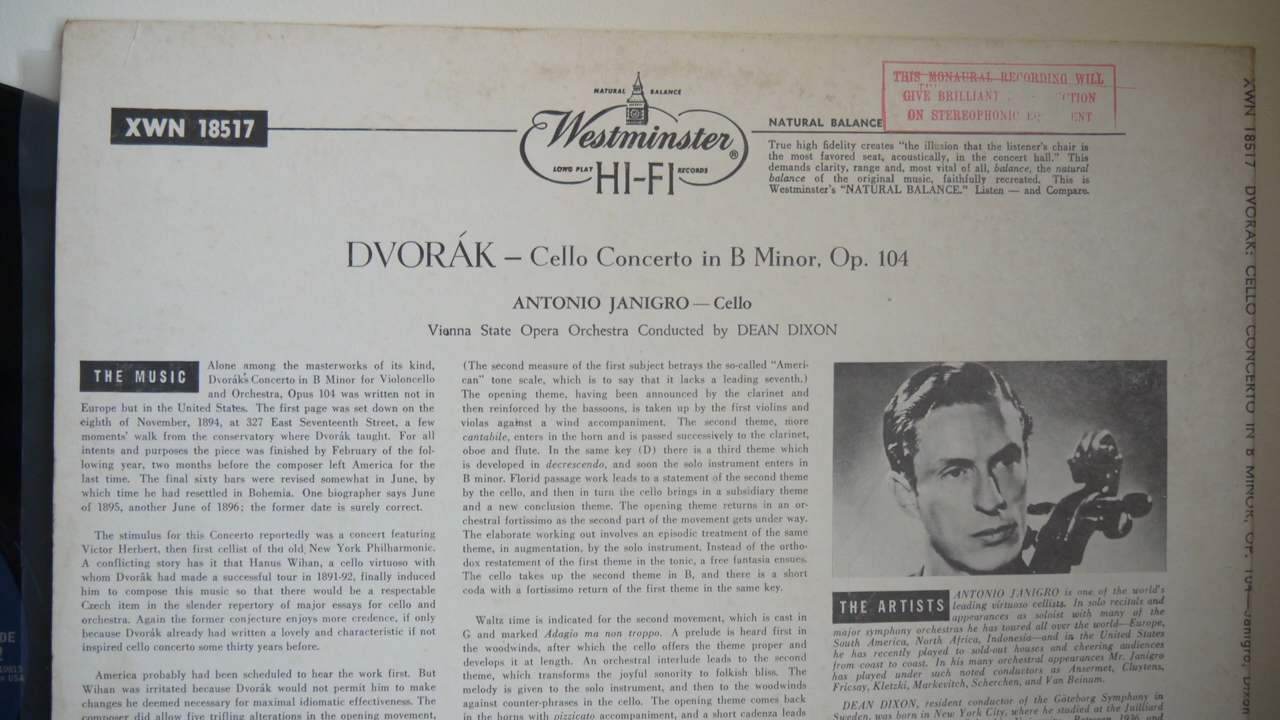 XWN 18517
NATURAL BALANCE
Westminster®
LONG PLAY HI-FI RECORDS
NATURAL BALANCE
THIS MONAURAL RECORDING WILL
GIVE BRILLIANT
ON STEREOPHONIC
True high fidelity creates "the illusion that the listener's chair is
the most favored seat, acoustically, in the concert hall." This
demands clarity, range and, most vital of all, balance, the natural
balance of the original music, faithfully recreated. This is
Westminster's "NATURAL BALANCE." Listen — and Compare.
DVORÁK – Cello Concerto in B Minor, Op. 104
ANTONIO JANIGRO — Cello
Vienna State Opera Orchestra Conducted by DEAN DIXON
THE MUSIC
Alone among the masterworks of its kind,
Dvorák's Concerto in B Minor for Violoncello
and Orchestra, Opus 104 was written not in
Europe but in the United States. The first page was set down on the
eighth of November, 1894, at 327 East Seventeenth Street, a few
moments' walk from the conservatory where Dvorák taught. For all
intents and purposes the piece was finished by February of the fol-
lowing year, two months before the composer left America for the
last time. The final sixty bars were revised somewhat in June, by
which time he had resettled in Bohemia. One biographer says June
of 1895, another June of 1896; the former date is surely correct.
The stimulus for this Concerto reportedly was a concert featuring
Victor Herbert, then first cellist of the old New York Philharmonic.
A conflicting story has it that Hanus Wihan, a cello virtuoso with
whom Dvorák had made a successful tour in 1891-92, finally induced
him to compose this music so that there would be a respectable
Czech item in the slender repertory of major essays for cello and
orchestra. Again the former conjecture enjoys more credence, if only
because Dvorák already had written a lovely and characteristic if not
inspired cello concerto some thirty years before.
America probably had been scheduled to hear the work first. But
Wihan was irritated because Dvorák would not permit him to make
changes he deemed necessary for maximal idiomatic effectiveness. The
composer did allow five trifling alterations in the opening movement,
(The second measure of the first subject betrays the so-called "Ameri-
can" tone scale, which is to say that it lacks a leading seventh.)
The opening theme, having been announced by the clarinet and
then reinforced by the bassoons, is taken up by the first violins and
violas against a wind accompaniment. The second theme, more
cantabile, enters in the horn and is passed successively to the clarinet,
oboe and flute. In the same key (D) there is a third theme which
is developed in decrescendo, and soon the solo instrument enters in
B minor. Florid passage work leads to a statement of the second theme
by the cello, and then in turn the cello brings in a subsidiary theme
and a new conclusion theme. The opening theme returns in an or-
chestral fortissimo as the second part of the movement gets under way.
The elaborate working out involves an episodic treatment of the same
theme, in augmentation, by the solo instrument. Instead of the ortho-
dox restatement of the first theme in the tonic, a free fantasia ensues.
The cello takes up the second theme in B, and there is a short
coda with a fortissimo return of the first theme in the same key.
Waltz time is indicated for the second movement, which is cast in
G and marked Adagio ma non troppo. A prelude is heard first in
the woodwinds, after which the cello offers the theme proper and
develops it at length. An orchestral interlude leads to the second
theme, which transforms the joyful sonority to folkish bliss. The
melody is given to the solo instrument, and then to the woodwinds
against counter-phrases in the cello. The opening theme comes back
in the horns with pizzicato accompaniment, and a short cadenza leads
THE ARTISTS
ANTONIO JANIGRO is one of the world's
leading virtuoso cellists. In solo recitals and
appearances as soloist with many of the
major symphony orchestras he has toured all over the world—Europe,
South America, North Africa, Indonesia—and in the United States
he has recently played to sold-out houses and cheering audiences
from coast to coast. In his many orchestral appearances Mr. Janigro
has played under such noted conductors as Ansermet, Cluytens,
Fricsay, Kletzki, Markevitch, Scherchen, and Van Beinum.
DEAN DIXON, resident conductor of the Göteborg Symphony in
Sweden, was born in New York City, where he studied at the Juilliard
XWN 18517 DVORAK: CELLO CONCERTO IN B MINOR, OP. 104—Janigro, Dixon